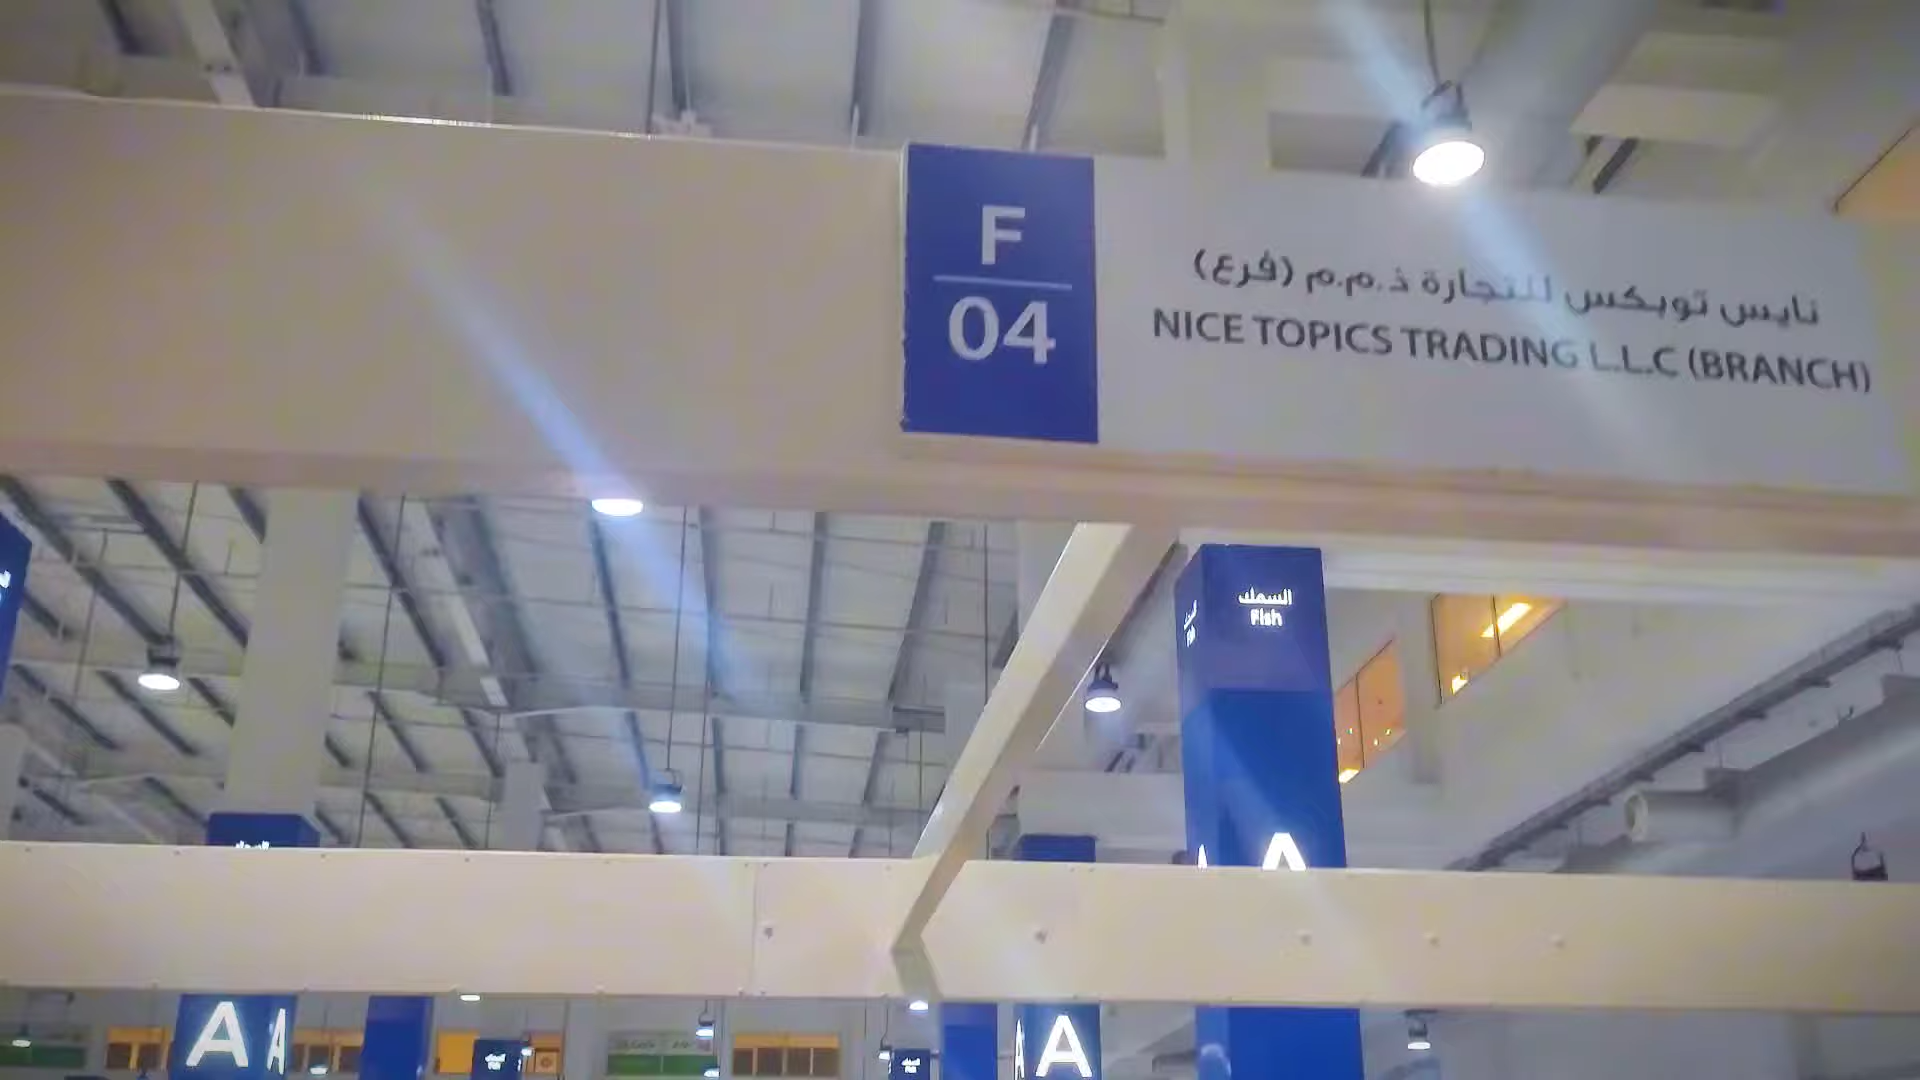 F
04
نايس توبكس للتجارة ذ.م.م (فرع)
NICE TOPICS TRADING L.L.C (BRANCH)
السمك
Fish
A
A
A
A